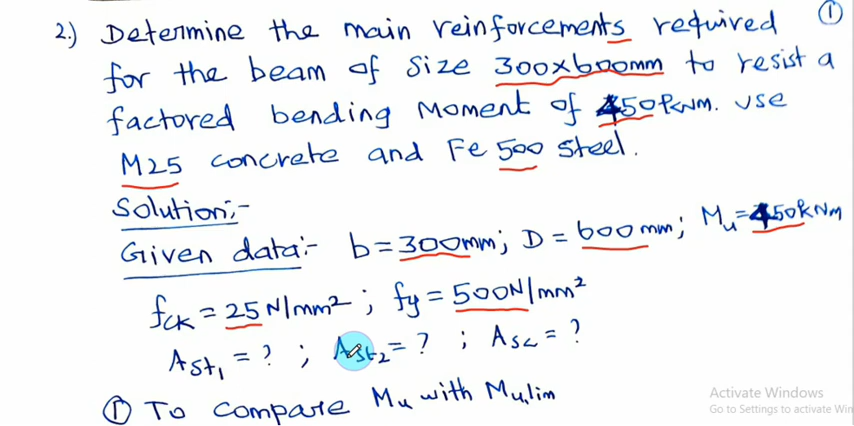 ①
2.) Determine the main reinforcements required
for the beam of size 300x600mm to resist a
factored bending moment of 450kNm. use
M25 concrete and Fe 500 steel.
Solution:-
Given data:- b=300mm; D=600mm; Mu=450kNm
fck=25N/mm²; fy=500N/mm²
Ast1=?; Ast2=?; Asc=?
① To compare Mu with Mu,lim
Activate Windows
Go to Settings to activate Win